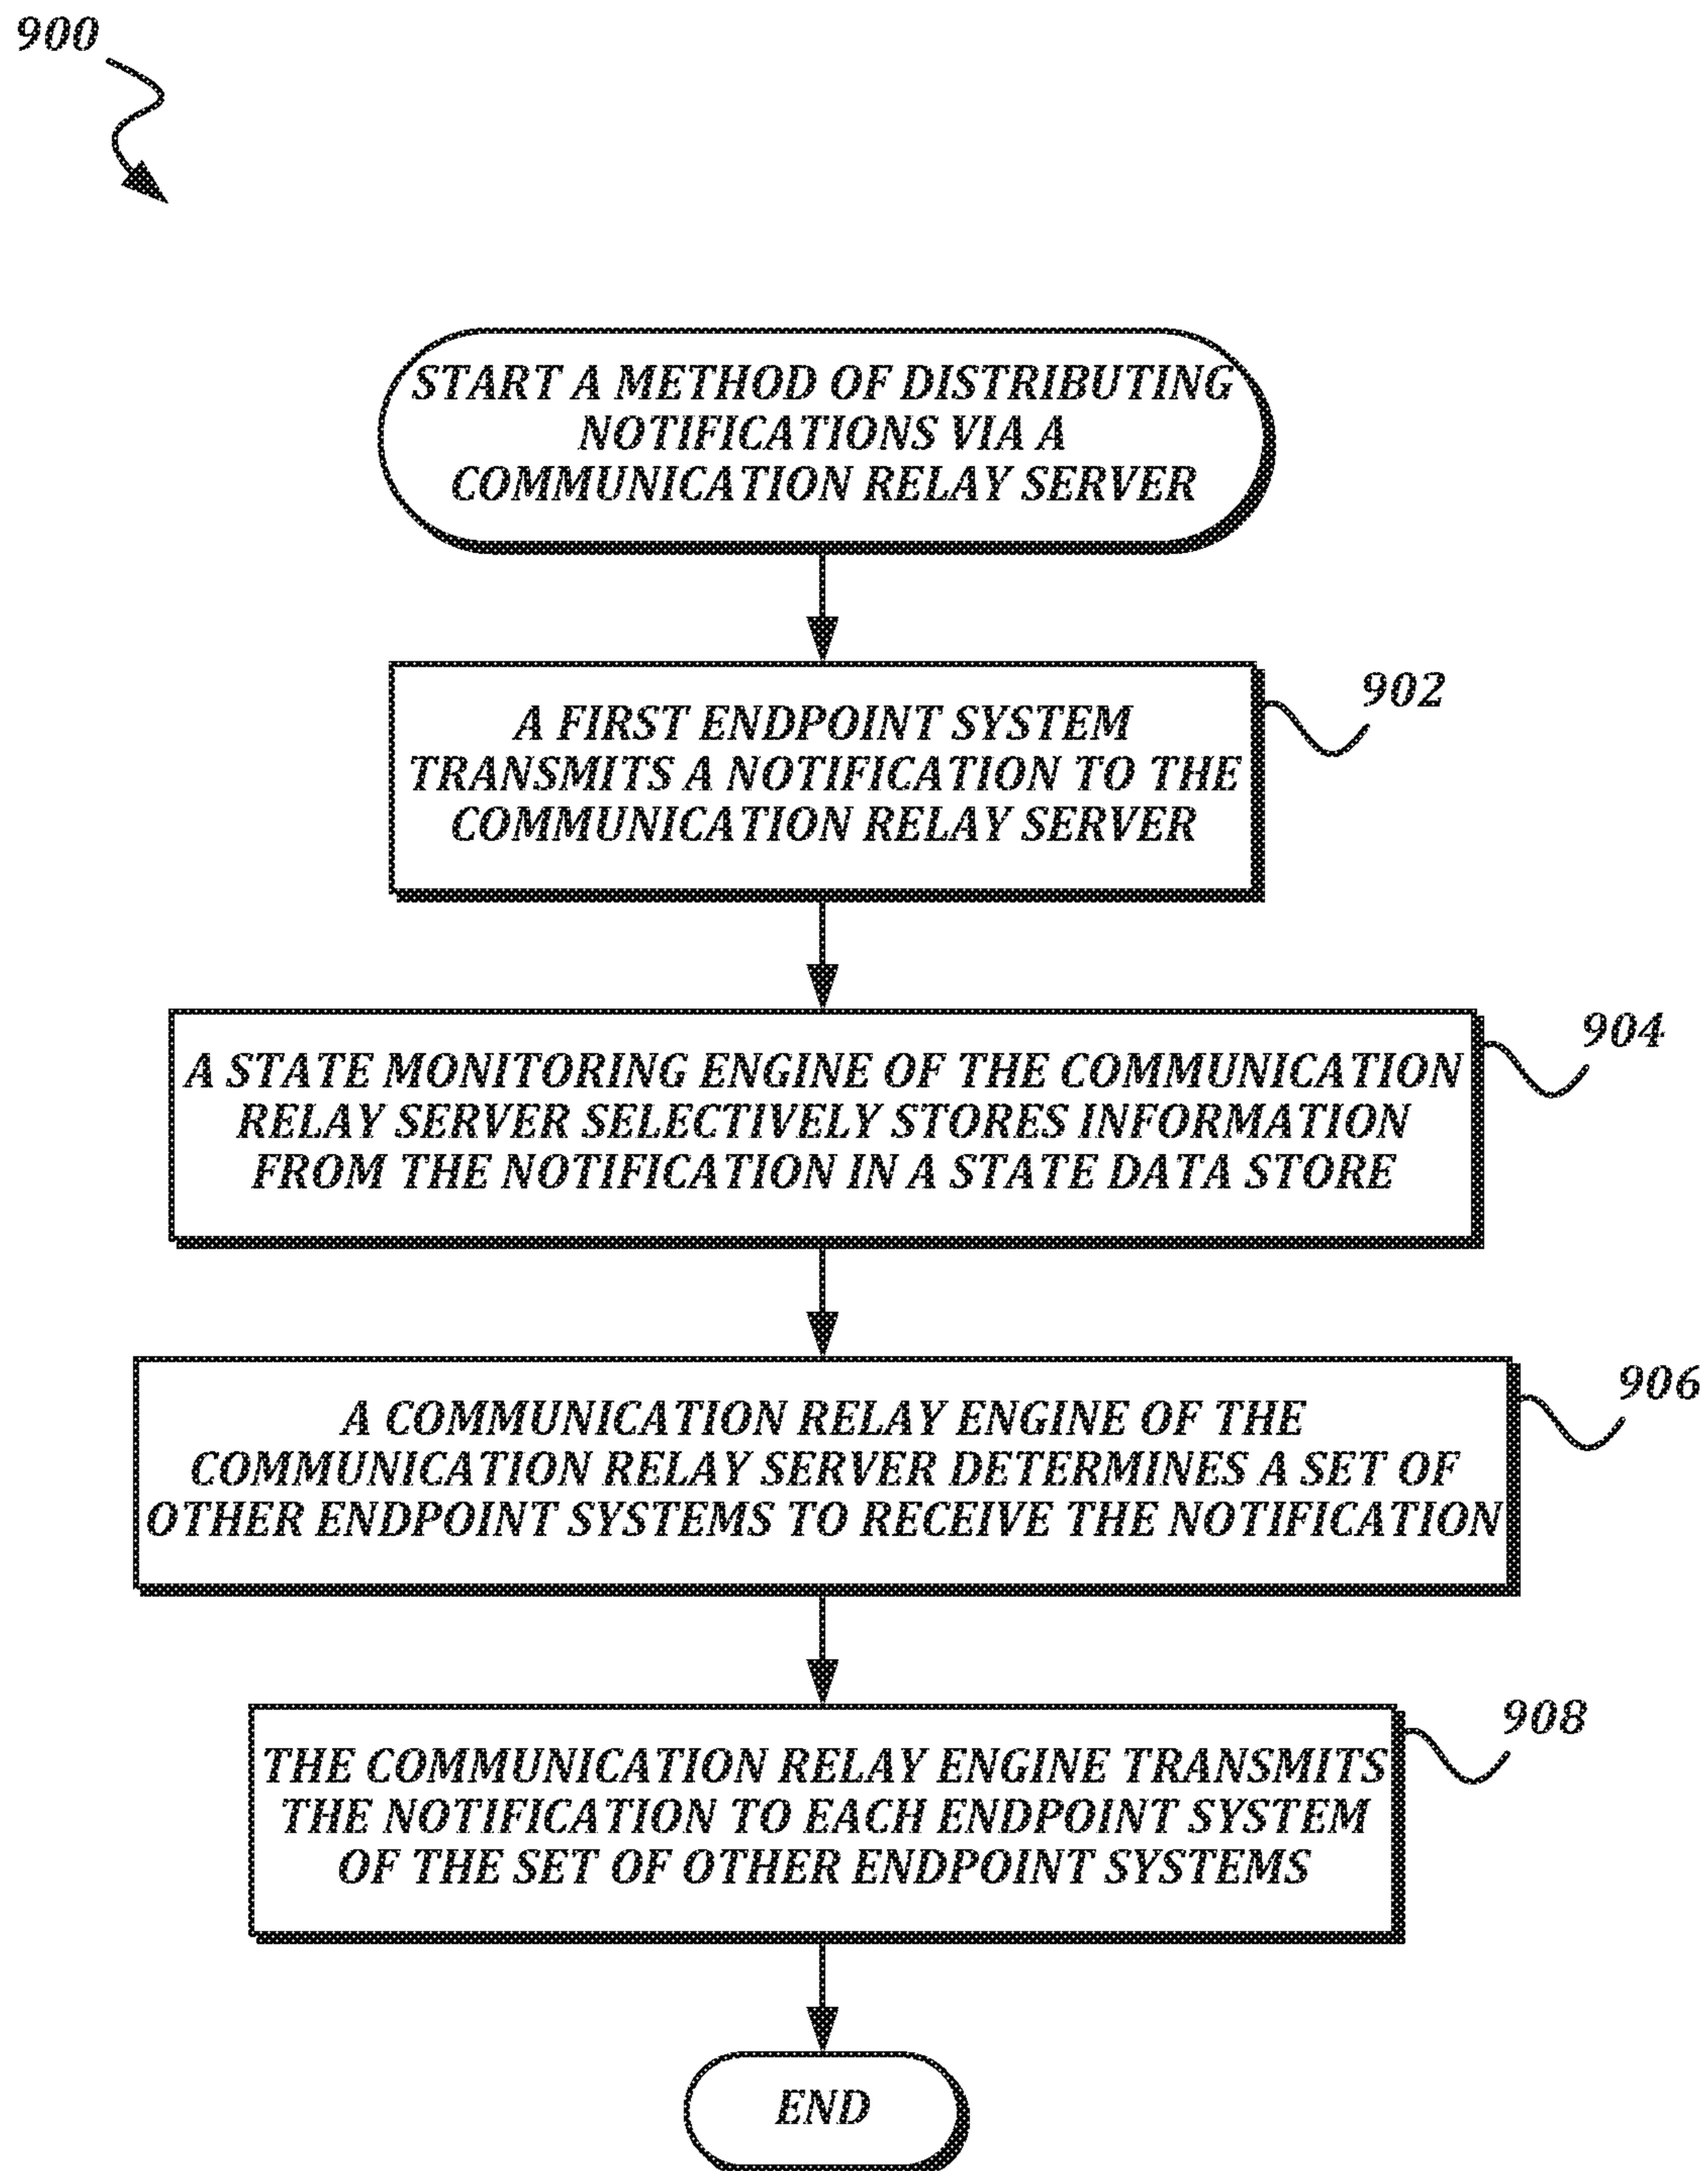 900
START A METHOD OF DISTRIBUTING
NOTIFICATIONS VIA A
COMMUNICATION RELAY SERVER
902
A FIRST ENDPOINT SYSTEM
TRANSMITS A NOTIFICATION TO THE
COMMUNICATION RELAY SERVER
904
A STATE MONITORING ENGINE OF THE COMMUNICATION
RELAY SERVER SELECTIVELY STORES INFORMATION
FROM THE NOTIFICATION IN A STATE DATA STORE
906
A COMMUNICATION RELAY ENGINE OF THE
COMMUNICATION RELAY SERVER DETERMINES A SET OF
OTHER ENDPOINT SYSTEMS TO RECEIVE THE NOTIFICATION
908
THE COMMUNICATION RELAY ENGINE TRANSMITS
THE NOTIFICATION TO EACH ENDPOINT SYSTEM
OF THE SET OF OTHER ENDPOINT SYSTEMS
END